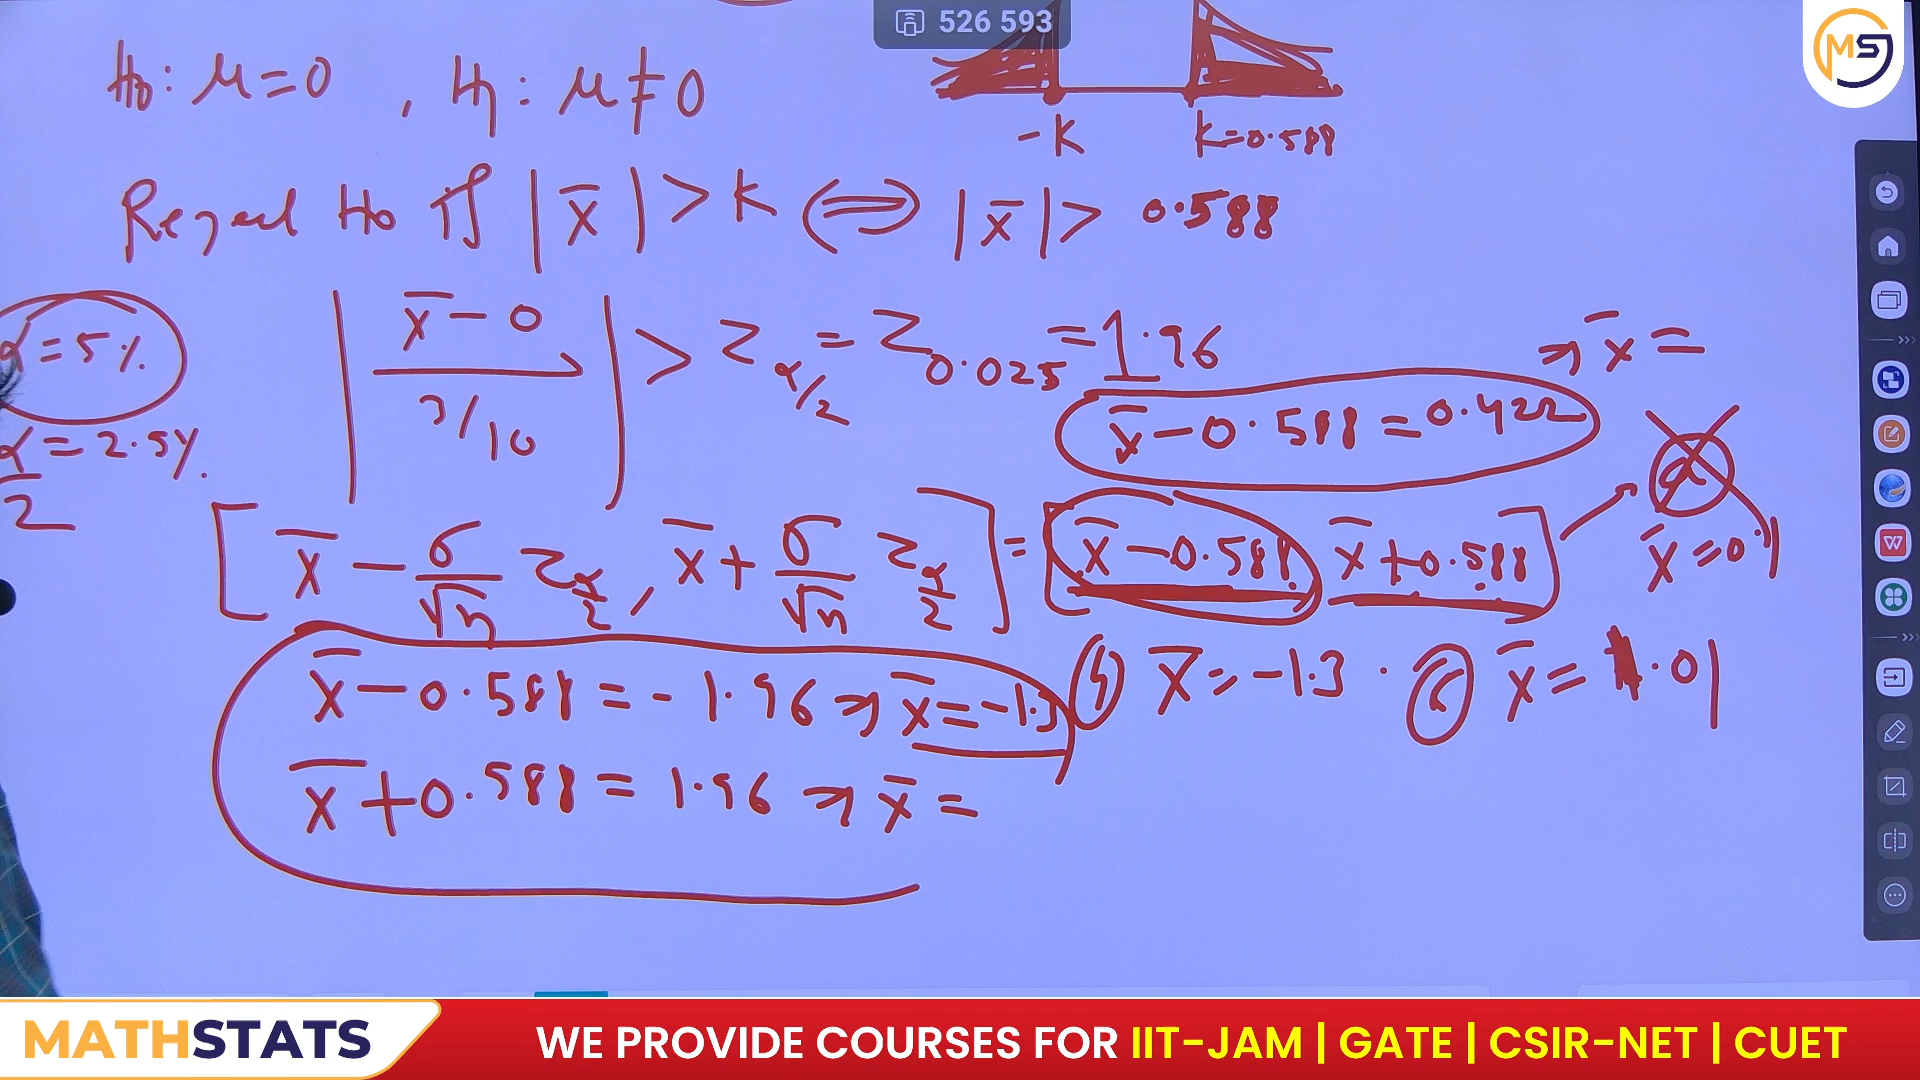 526 593
MS
H₀: μ=0 , H₁: μ≠0
-K K=0.588
Reject H₀ if |x̄| > K ⇔ |x̄| > 0.588
α=5%
|(x̄-0)/(3/10)| > Z_{α/2} = Z_{0.025} = 1.96
⇒ x̄ =
x̄-0.588=0.422
α/2=2.5%.
[x̄ - σ/√n Z_{α/2}, x̄ + σ/√n Z_{α/2}] = [x̄-0.588 x̄+0.588]
x̄=0.1
x̄-0.588=-1.96 ⇒ x̄=-1.3
x̄=-1.3.
x̄= 1.01
x̄+0.588=1.96 ⇒ x̄=
MATHSTATS
WE PROVIDE COURSES FOR IIT-JAM | GATE | CSIR-NET | CUET